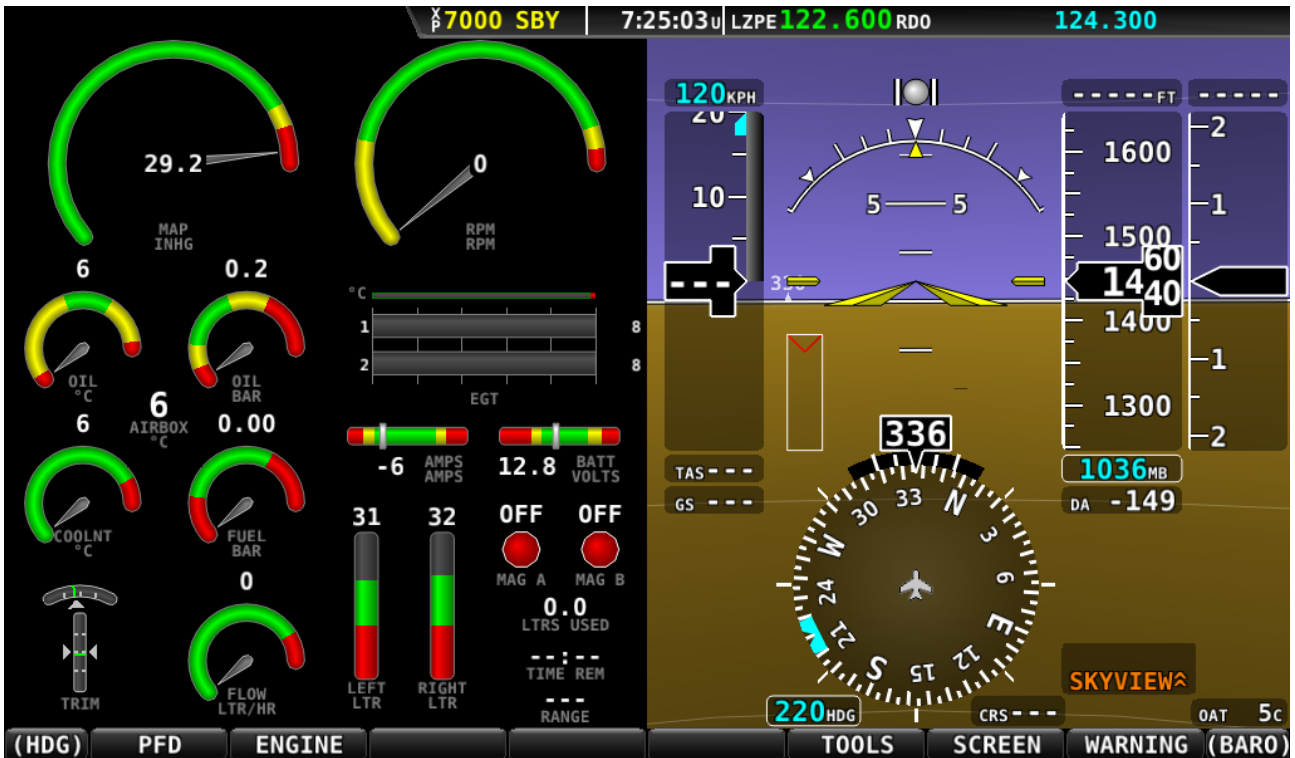 XP 7000 SBY 7:25:03U LZPE 122.600 RDO 124.300
29.2
MAP
INHG
0
RPM
RPM
6
OIL
°C
0.2
OIL
BAR
6
AIRBOX
°C
6
COOLNT
°C
0.00
FUEL
BAR
0
FLOW
LTR/HR
TRIM
°C
1 8
2 8
EGT
-6 AMPS
AMPS
12.8 BATT
VOLTS
31
LEFT
LTR
32
RIGHT
LTR
OFF OFF
MAG A MAG B
0.0
LTRS USED
--:--
TIME REM
---
RANGE
120KPH
20
10
---
TAS---
GS ---
5 5
336
33
N
3
6
E
12
15
S
21
24
W
30
220HDG
CRS---
-----FT -----
1600
1500
14 60
40
1400
1300
2
1
1
2
1036MB
DA -149
SKYVIEW
OAT 5C
(HDG) PFD ENGINE TOOLS SCREEN WARNING (BARO)